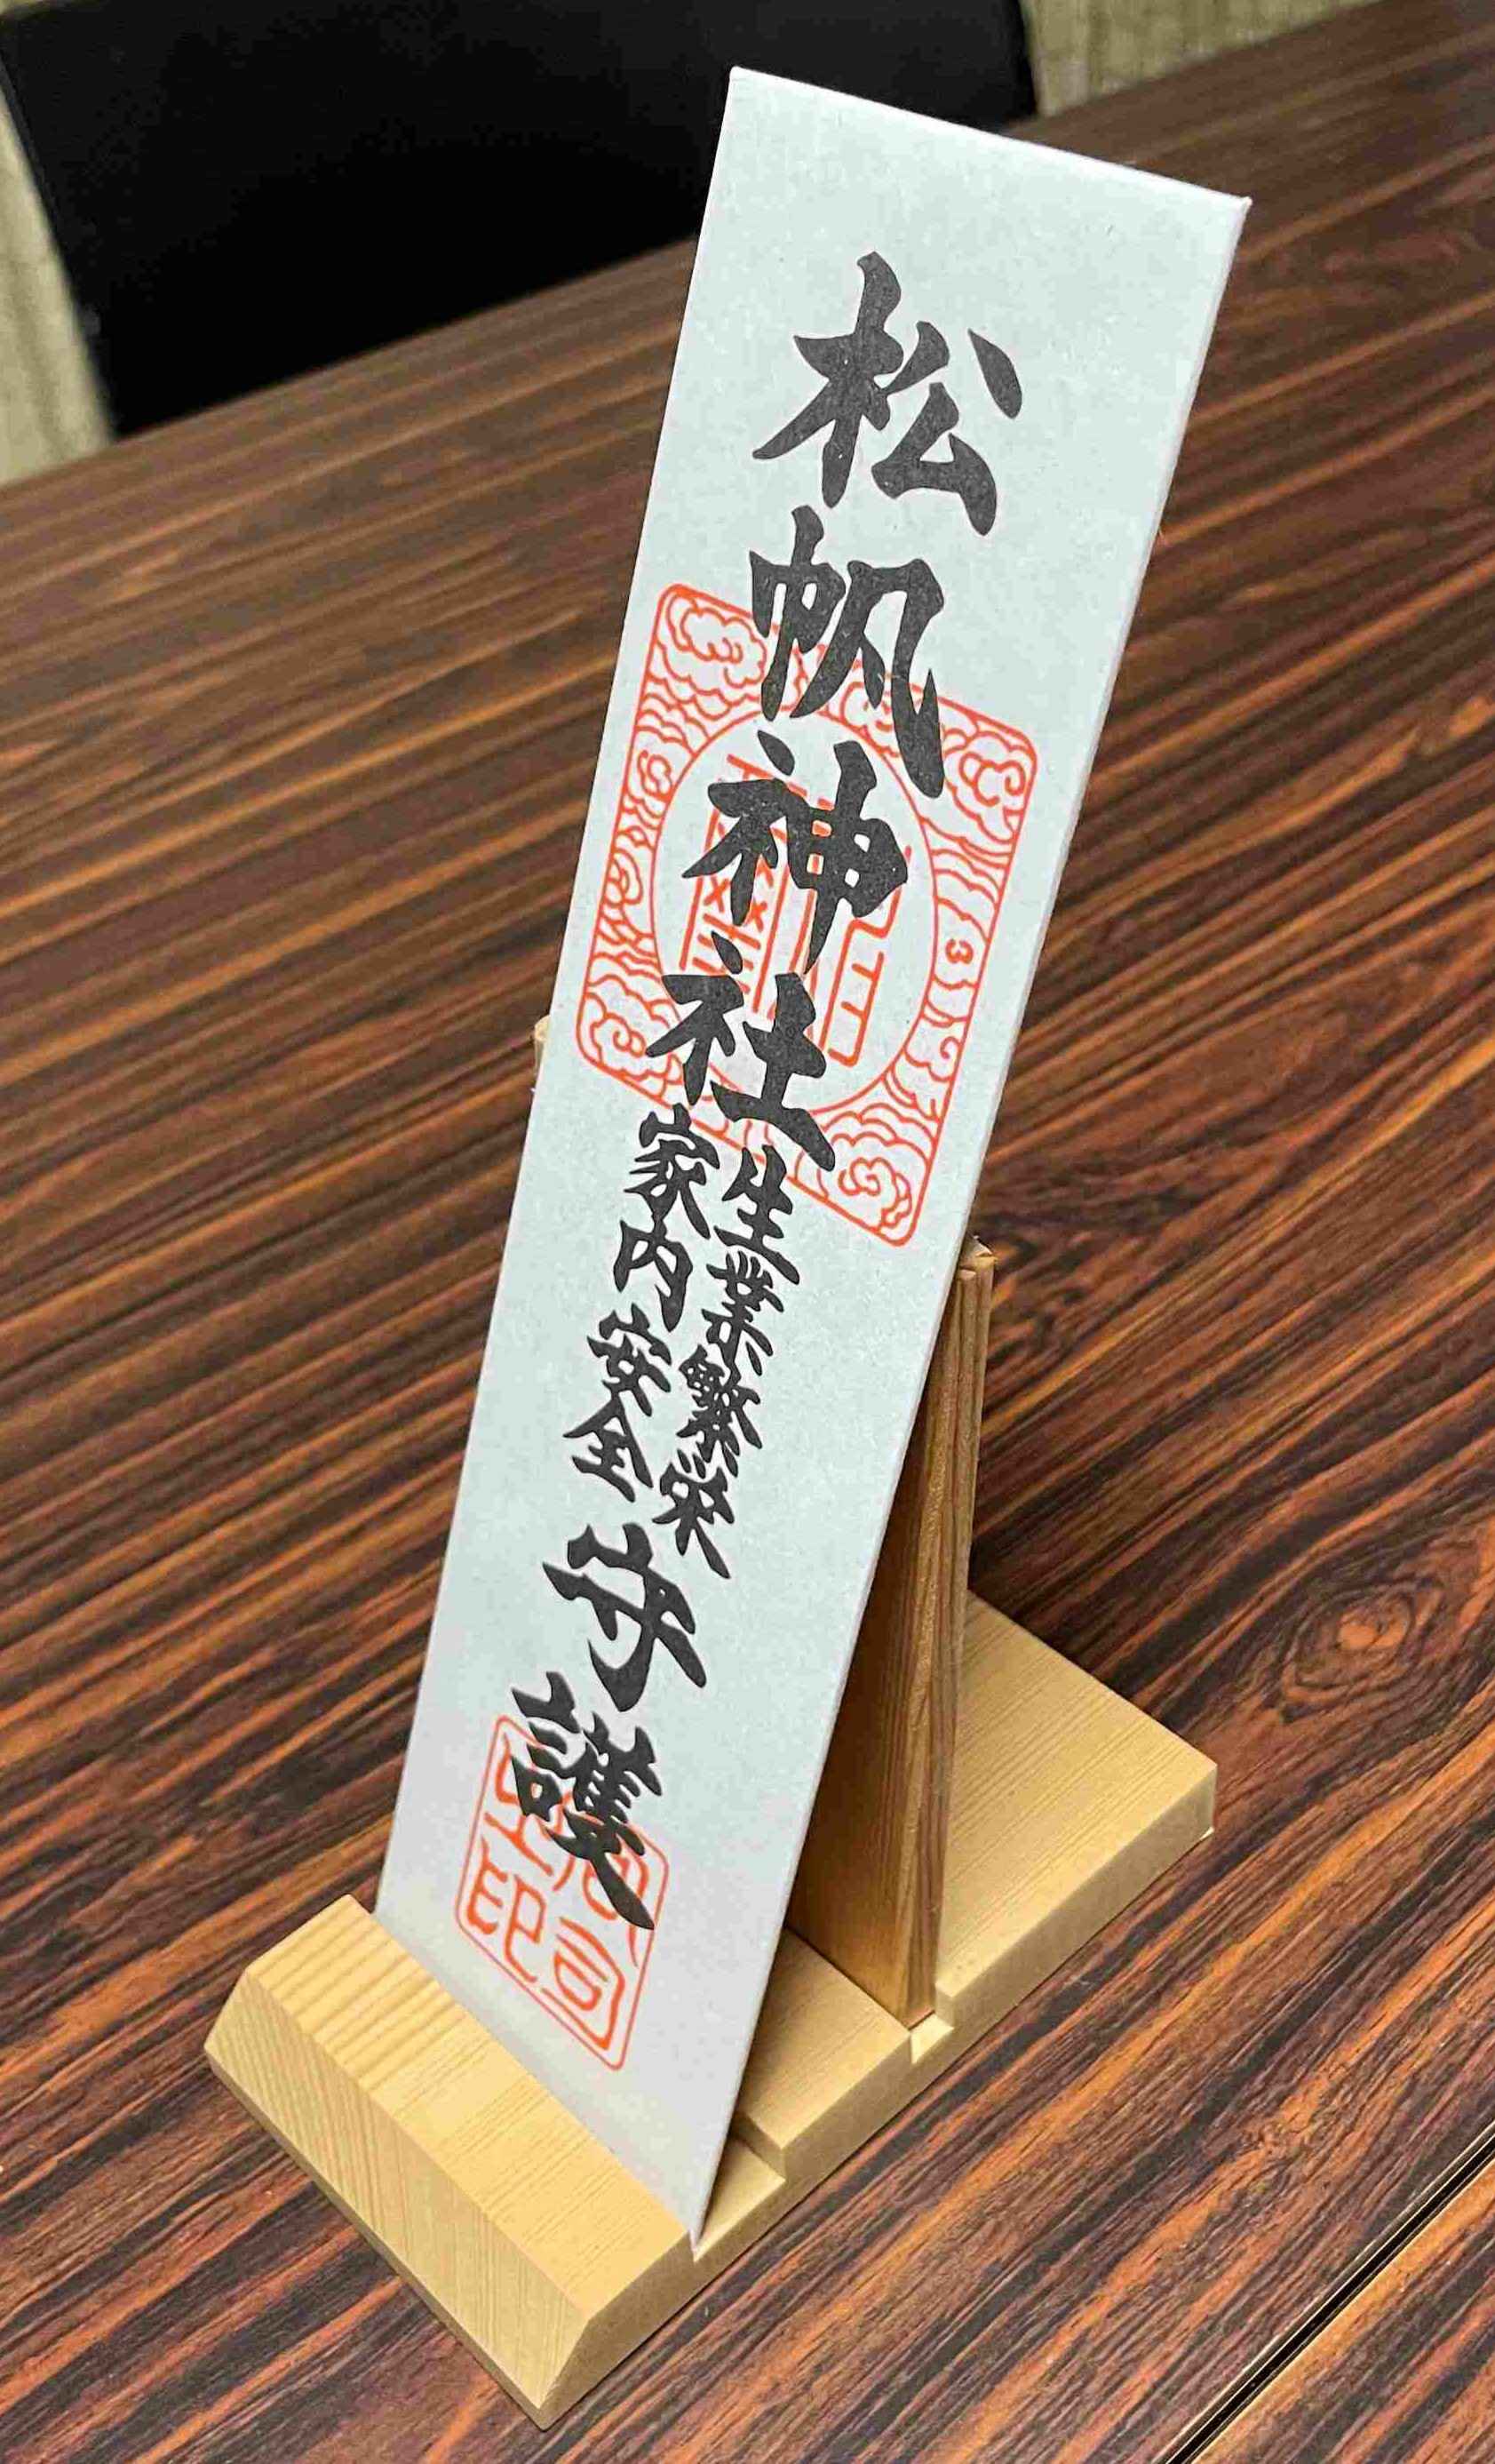 松帆神社
生業繁栄
家内安全
守護